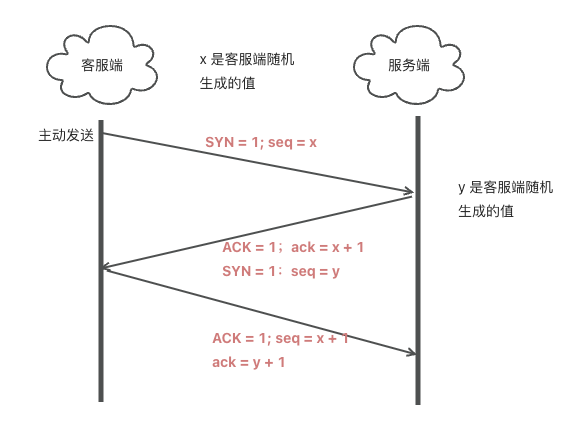 客服端
服务端
x 是客服端随机
生成的值
主动发送
SYN = 1; seq = x
y 是客服端随机
生成的值
ACK = 1； ack = x + 1
SYN = 1： seq = y
ACK = 1; seq = x + 1
ack = y + 1